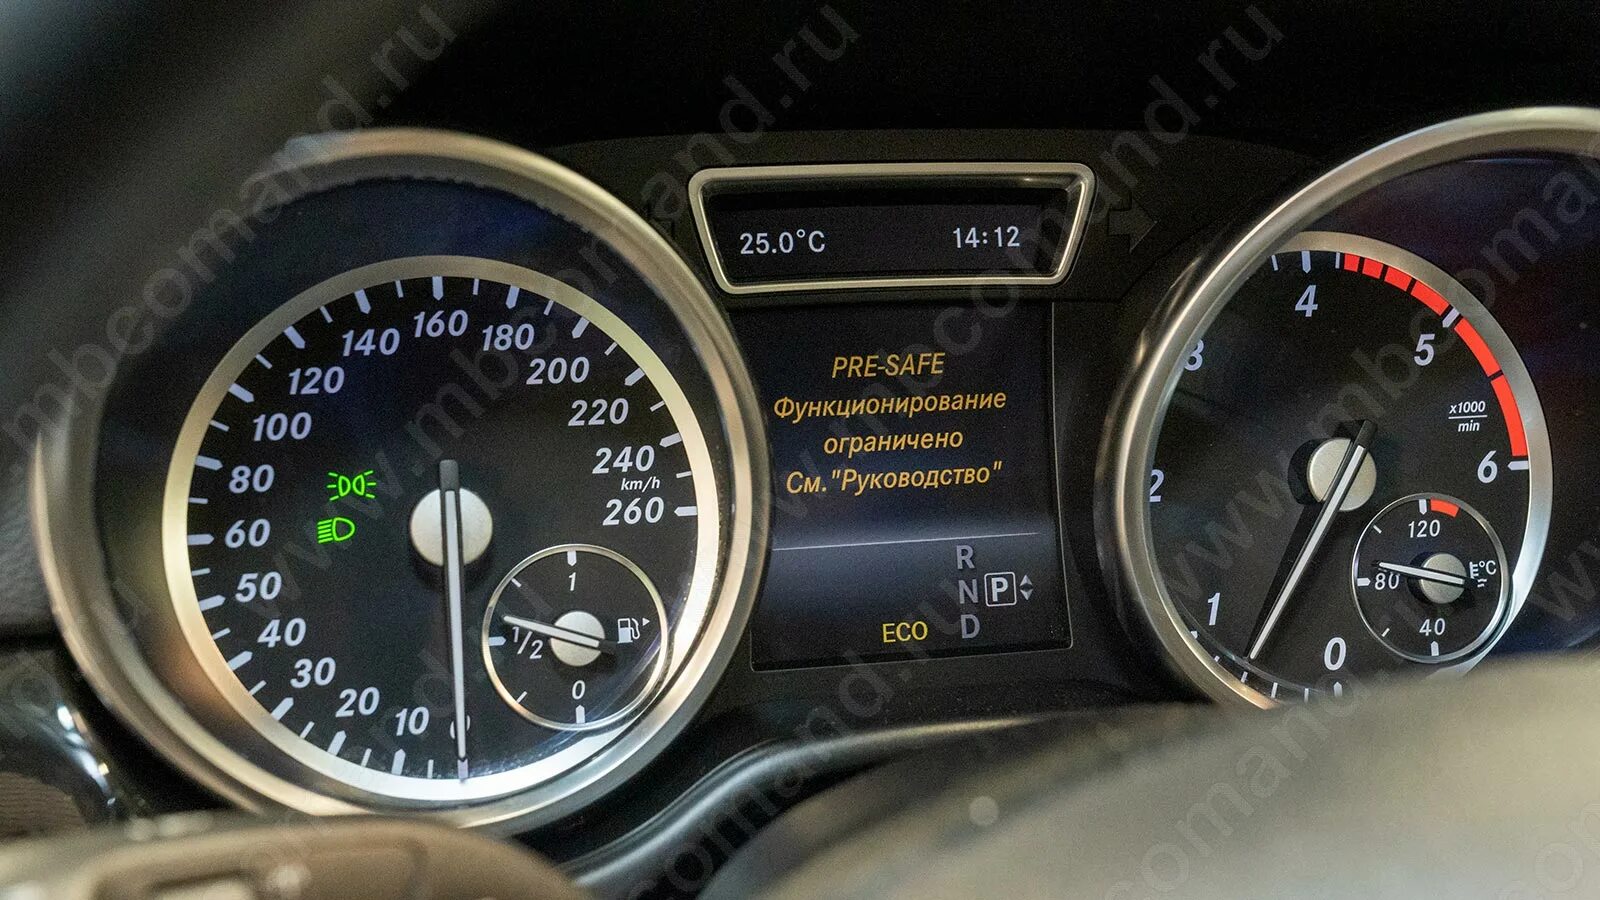 25.0°C 14:12
PRE-SAFE
Функционирование
ограничено
См."Руководство"
R
N P
ECO D
0
10
20
30
40
50
60
80
100
120
140
160
180
200
220
240
km/h
260
1
1/2
0
0
1
2
3
4
5
6
x1000
min
120
80 °C
40
www.mbcomand.ru